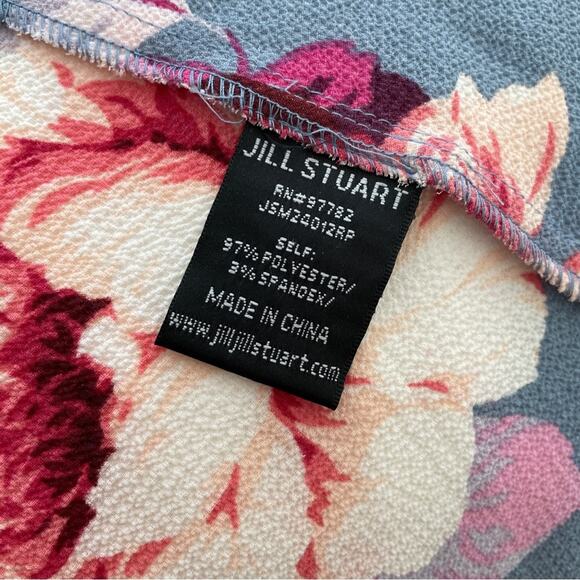 JILL STUART
RN#97782
JSM24012RP
SELF:
97% POLYESTER/
3% SPANDEX/
MADE IN CHINA
www.jilljillstuart.com